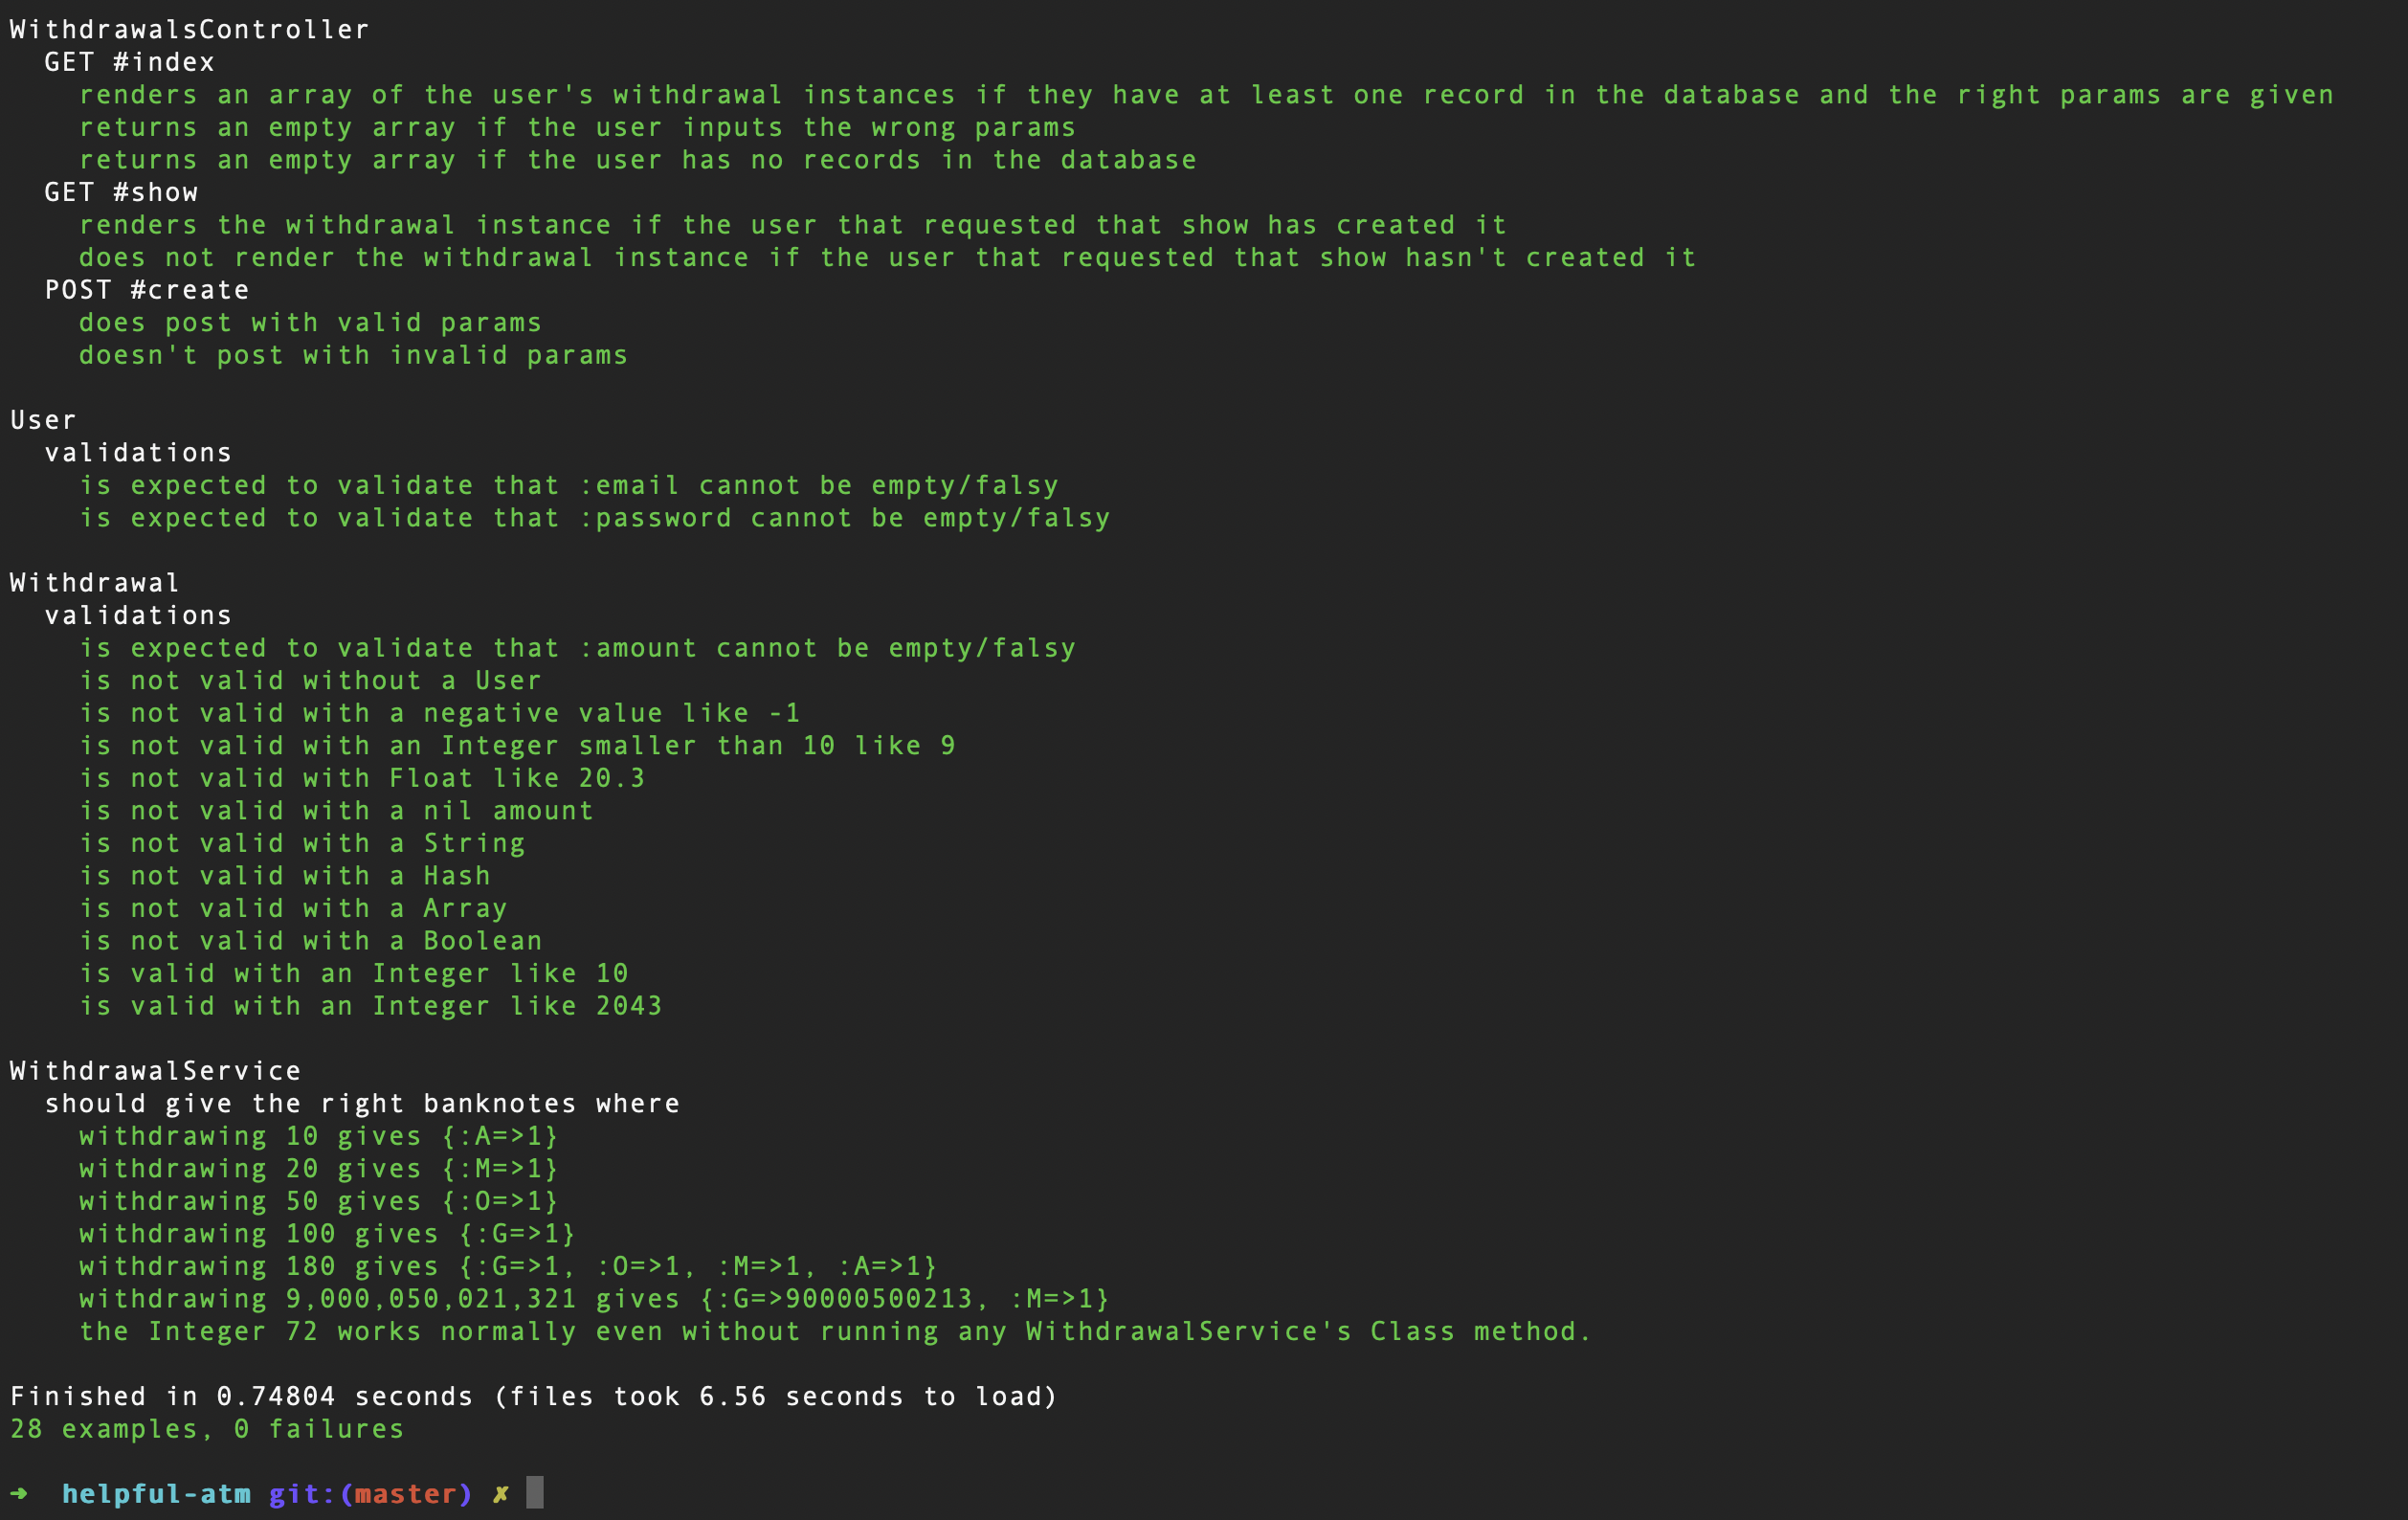 WithdrawalsController
  GET #index
    renders an array of the user's withdrawal instances if they have at least one record in the database and the right params are given
    returns an empty array if the user inputs the wrong params
    returns an empty array if the user has no records in the database
  GET #show
    renders the withdrawal instance if the user that requested that show has created it
    does not render the withdrawal instance if the user that requested that show hasn't created it
  POST #create
    does post with valid params
    doesn't post with invalid params

User
  validations
    is expected to validate that :email cannot be empty/falsy
    is expected to validate that :password cannot be empty/falsy

Withdrawal
  validations
    is expected to validate that :amount cannot be empty/falsy
    is not valid without a User
    is not valid with a negative value like -1
    is not valid with an Integer smaller than 10 like 9
    is not valid with Float like 20.3
    is not valid with a nil amount
    is not valid with a String
    is not valid with a Hash
    is not valid with a Array
    is not valid with a Boolean
    is valid with an Integer like 10
    is valid with an Integer like 2043

WithdrawalService
  should give the right banknotes where
    withdrawing 10 gives {:A=>1}
    withdrawing 20 gives {:M=>1}
    withdrawing 50 gives {:O=>1}
    withdrawing 100 gives {:G=>1}
    withdrawing 180 gives {:G=>1, :O=>1, :M=>1, :A=>1}
    withdrawing 9,000,050,021,321 gives {:G=>90000500213, :M=>1}
    the Integer 72 works normally even without running any WithdrawalService's Class method.

Finished in 0.74804 seconds (files took 6.56 seconds to load)
28 examples, 0 failures

➜  helpful-atm git:(master) ✗